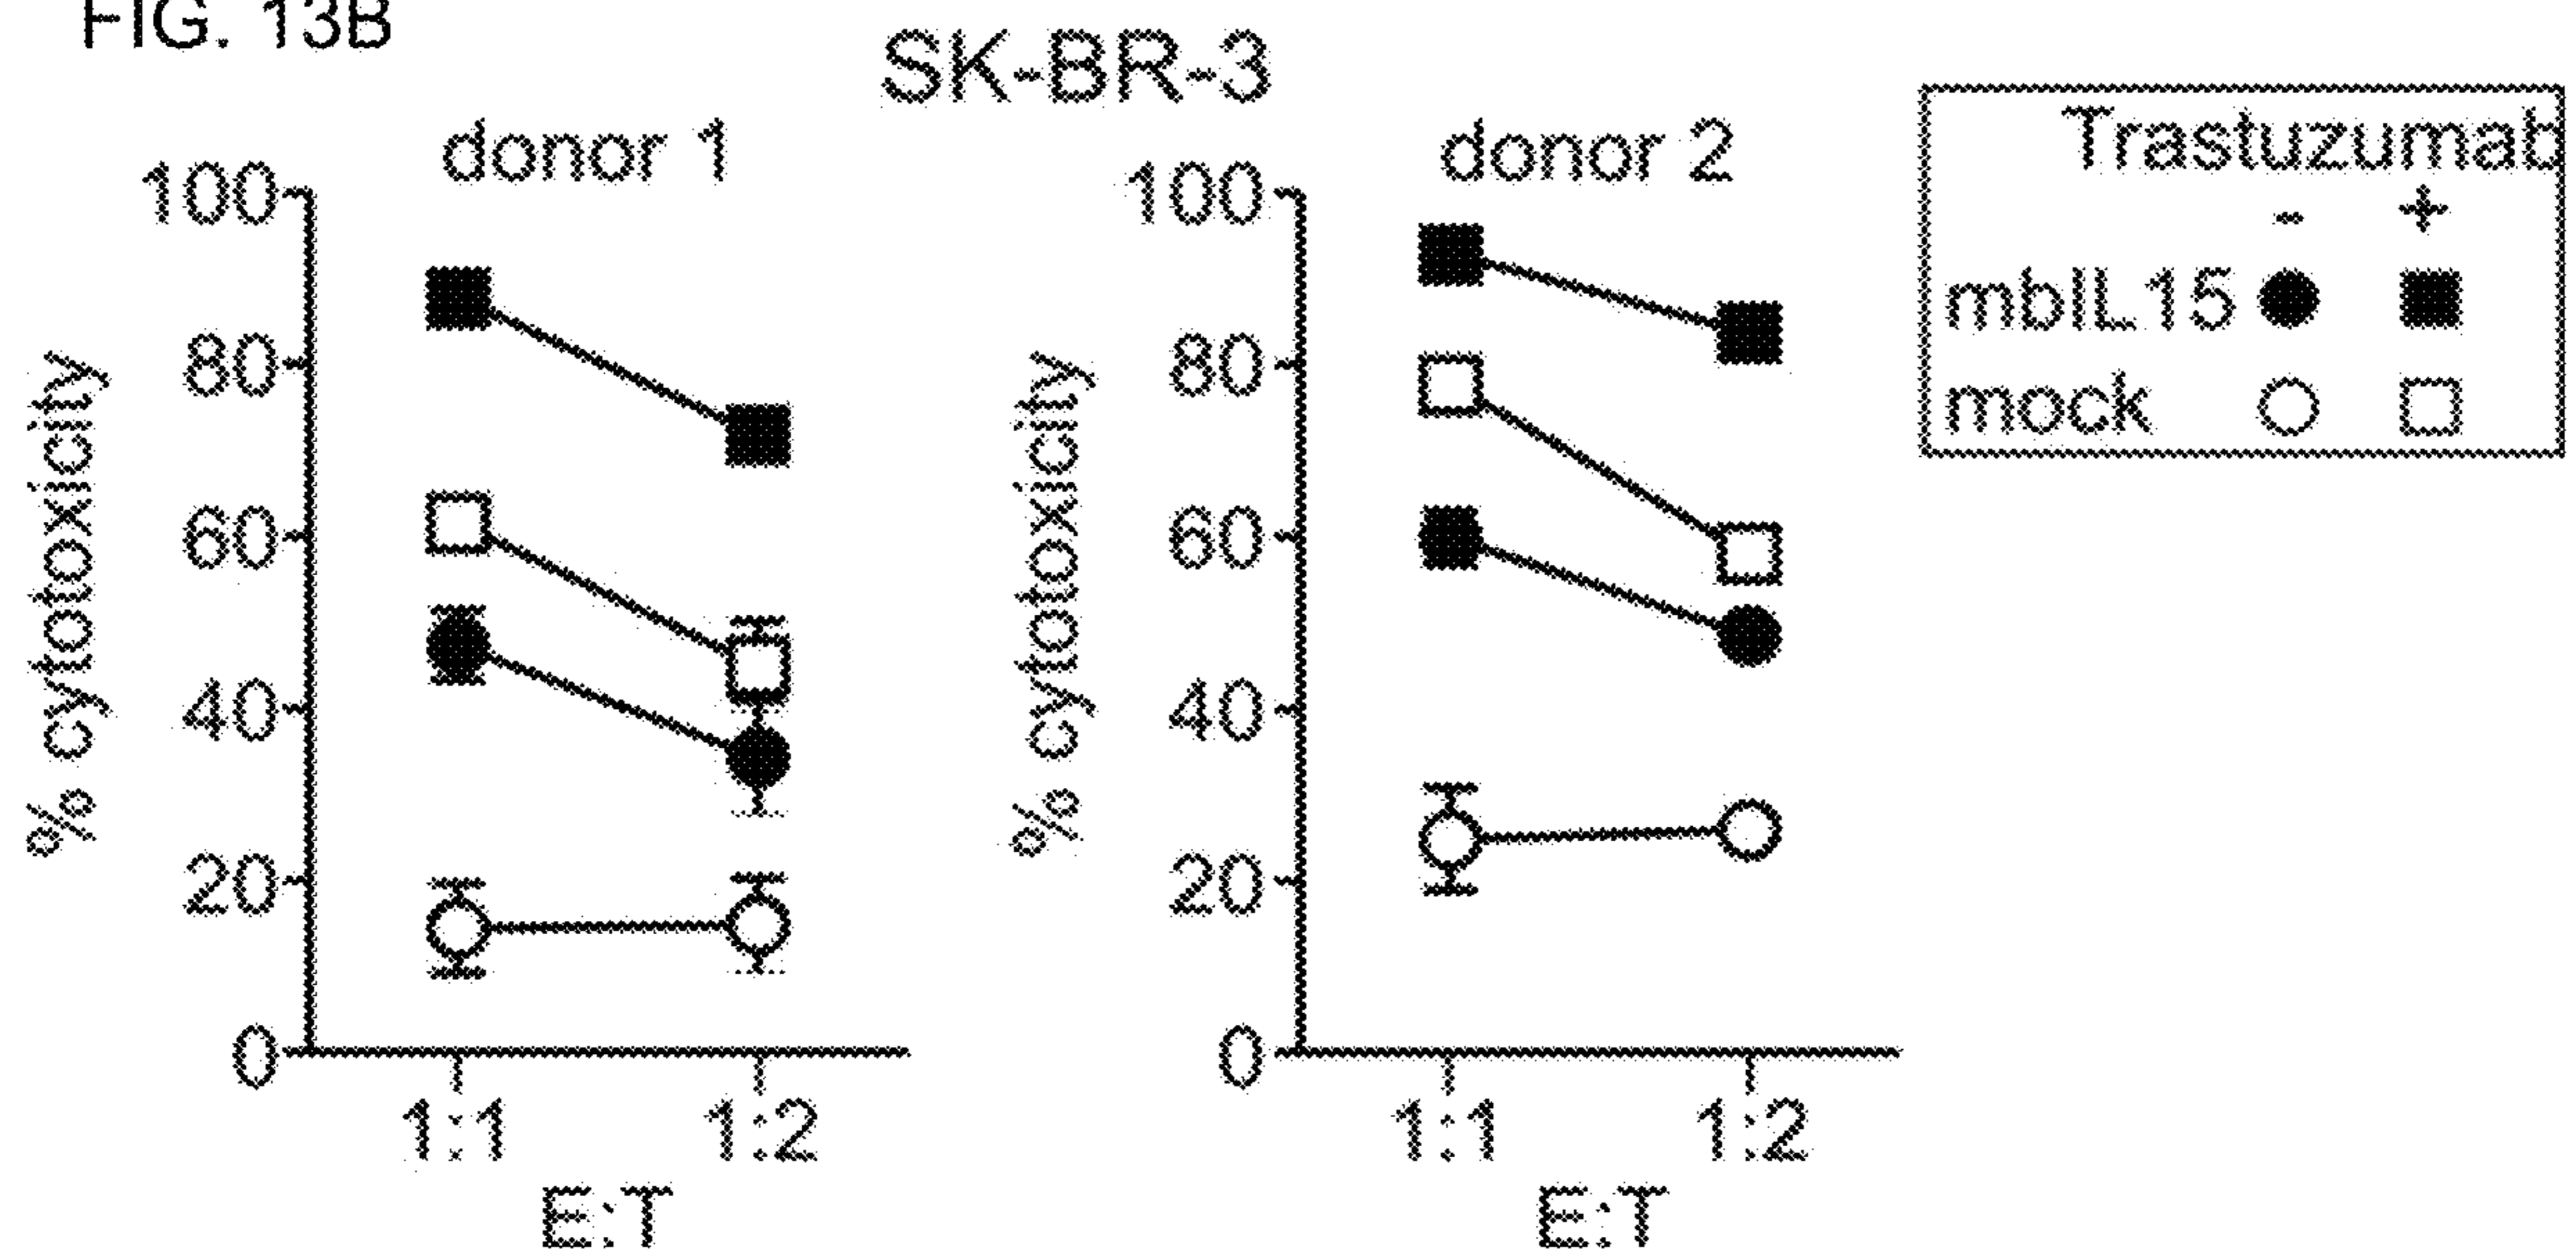 FIG. 13B
SK-BR-3
donor 1
100
80
60
40
20
0
% cytotoxicity
1:1
1:2
E:T
donor 2
100
80
60
40
20
0
% cytotoxicity
1:1
1:2
E:T
Trastuzumab
- +
mbIL15
mock